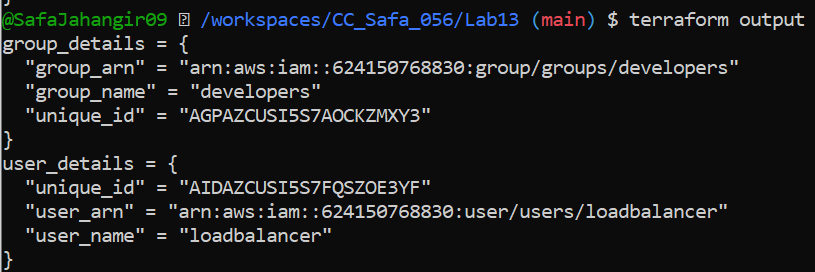 @SafaJahangir09 /workspaces/CC_Safa_056/Lab13 (main) $ terraform output
group_details = {
  "group_arn" = "arn:aws:iam::624150768830:group/groups/developers"
  "group_name" = "developers"
  "unique_id" = "AGPAZCUSI5S7AOCKZMXY3"
}
user_details = {
  "unique_id" = "AIDAZCUSI5S7FQSZOE3YF"
  "user_arn" = "arn:aws:iam::624150768830:user/users/loadbalancer"
  "user_name" = "loadbalancer"
}